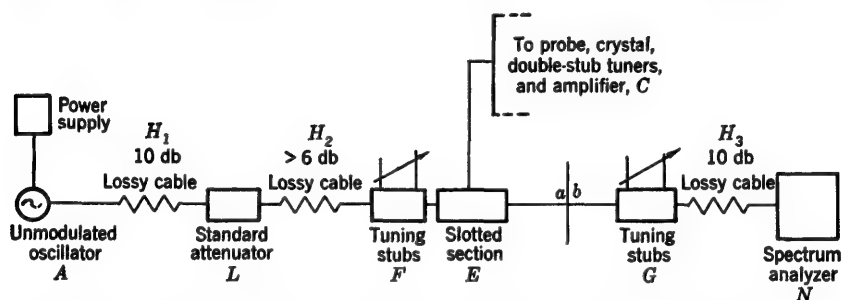 To probe, crystal,
double-stub tuners,
and amplifier, C
Power
supply
H₁
10 db
Lossy cable
H₂
> 6 db
Lossy cable
H₃
10 db
Lossy cable
a b
Unmodulated
oscillator
A
Standard
attenuator
L
Tuning
stubs
F
Slotted
section
E
Tuning
stubs
G
Spectrum
analyzer
N